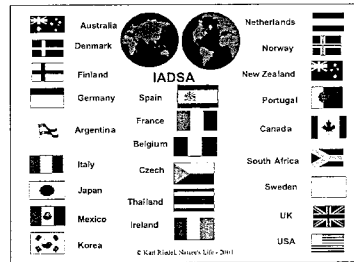 Australia
Denmark
Finland
Germany
Argentina
Italy
Japan
Mexico
Korea
IADSA
Spain
France
Belgium
Czech
Thailand
Ireland
Netherlands
Norway
New Zealand
Portugal
Canada
South Africa
Sweden
UK
USA
© Karl Riedel, Nature's Life - 2001